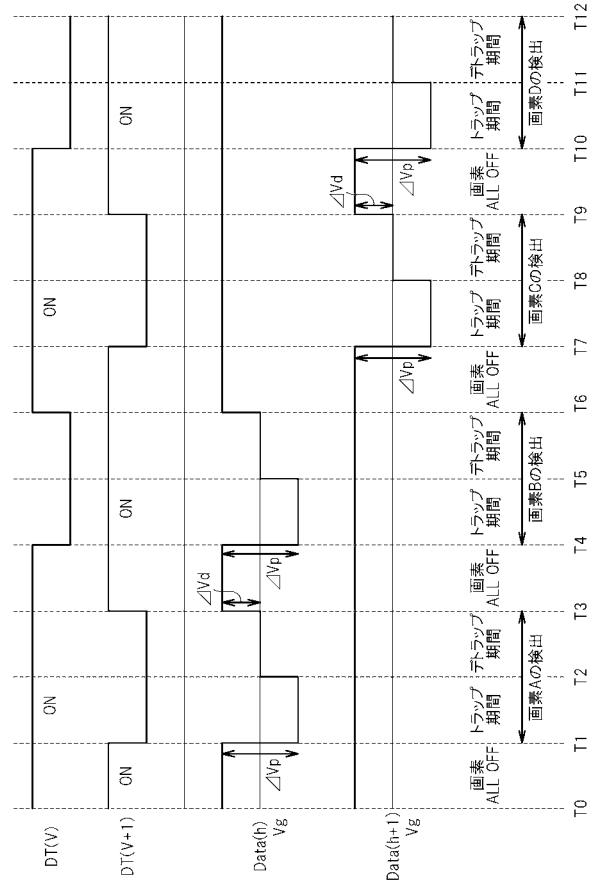 DT(V)
ON
ON
DT(V+1)
ON
ON
ON
Data(h)
Vg
⊿Vp
⊿Vd
⊿Vp
Data(h+1)
Vg
⊿Vp
⊿Vd
⊿Vp
画素
ALL OFF
トラップ
期間
デトラップ
期間
画素
ALL OFF
トラップ
期間
デトラップ
期間
画素
ALL OFF
トラップ
期間
デトラップ
期間
画素
ALL OFF
トラップ
期間
デトラップ
期間
画素Aの検出
画素Bの検出
画素Cの検出
画素Dの検出
T0 T1 T2 T3 T4 T5 T6 T7 T8 T9 T10 T11 T12